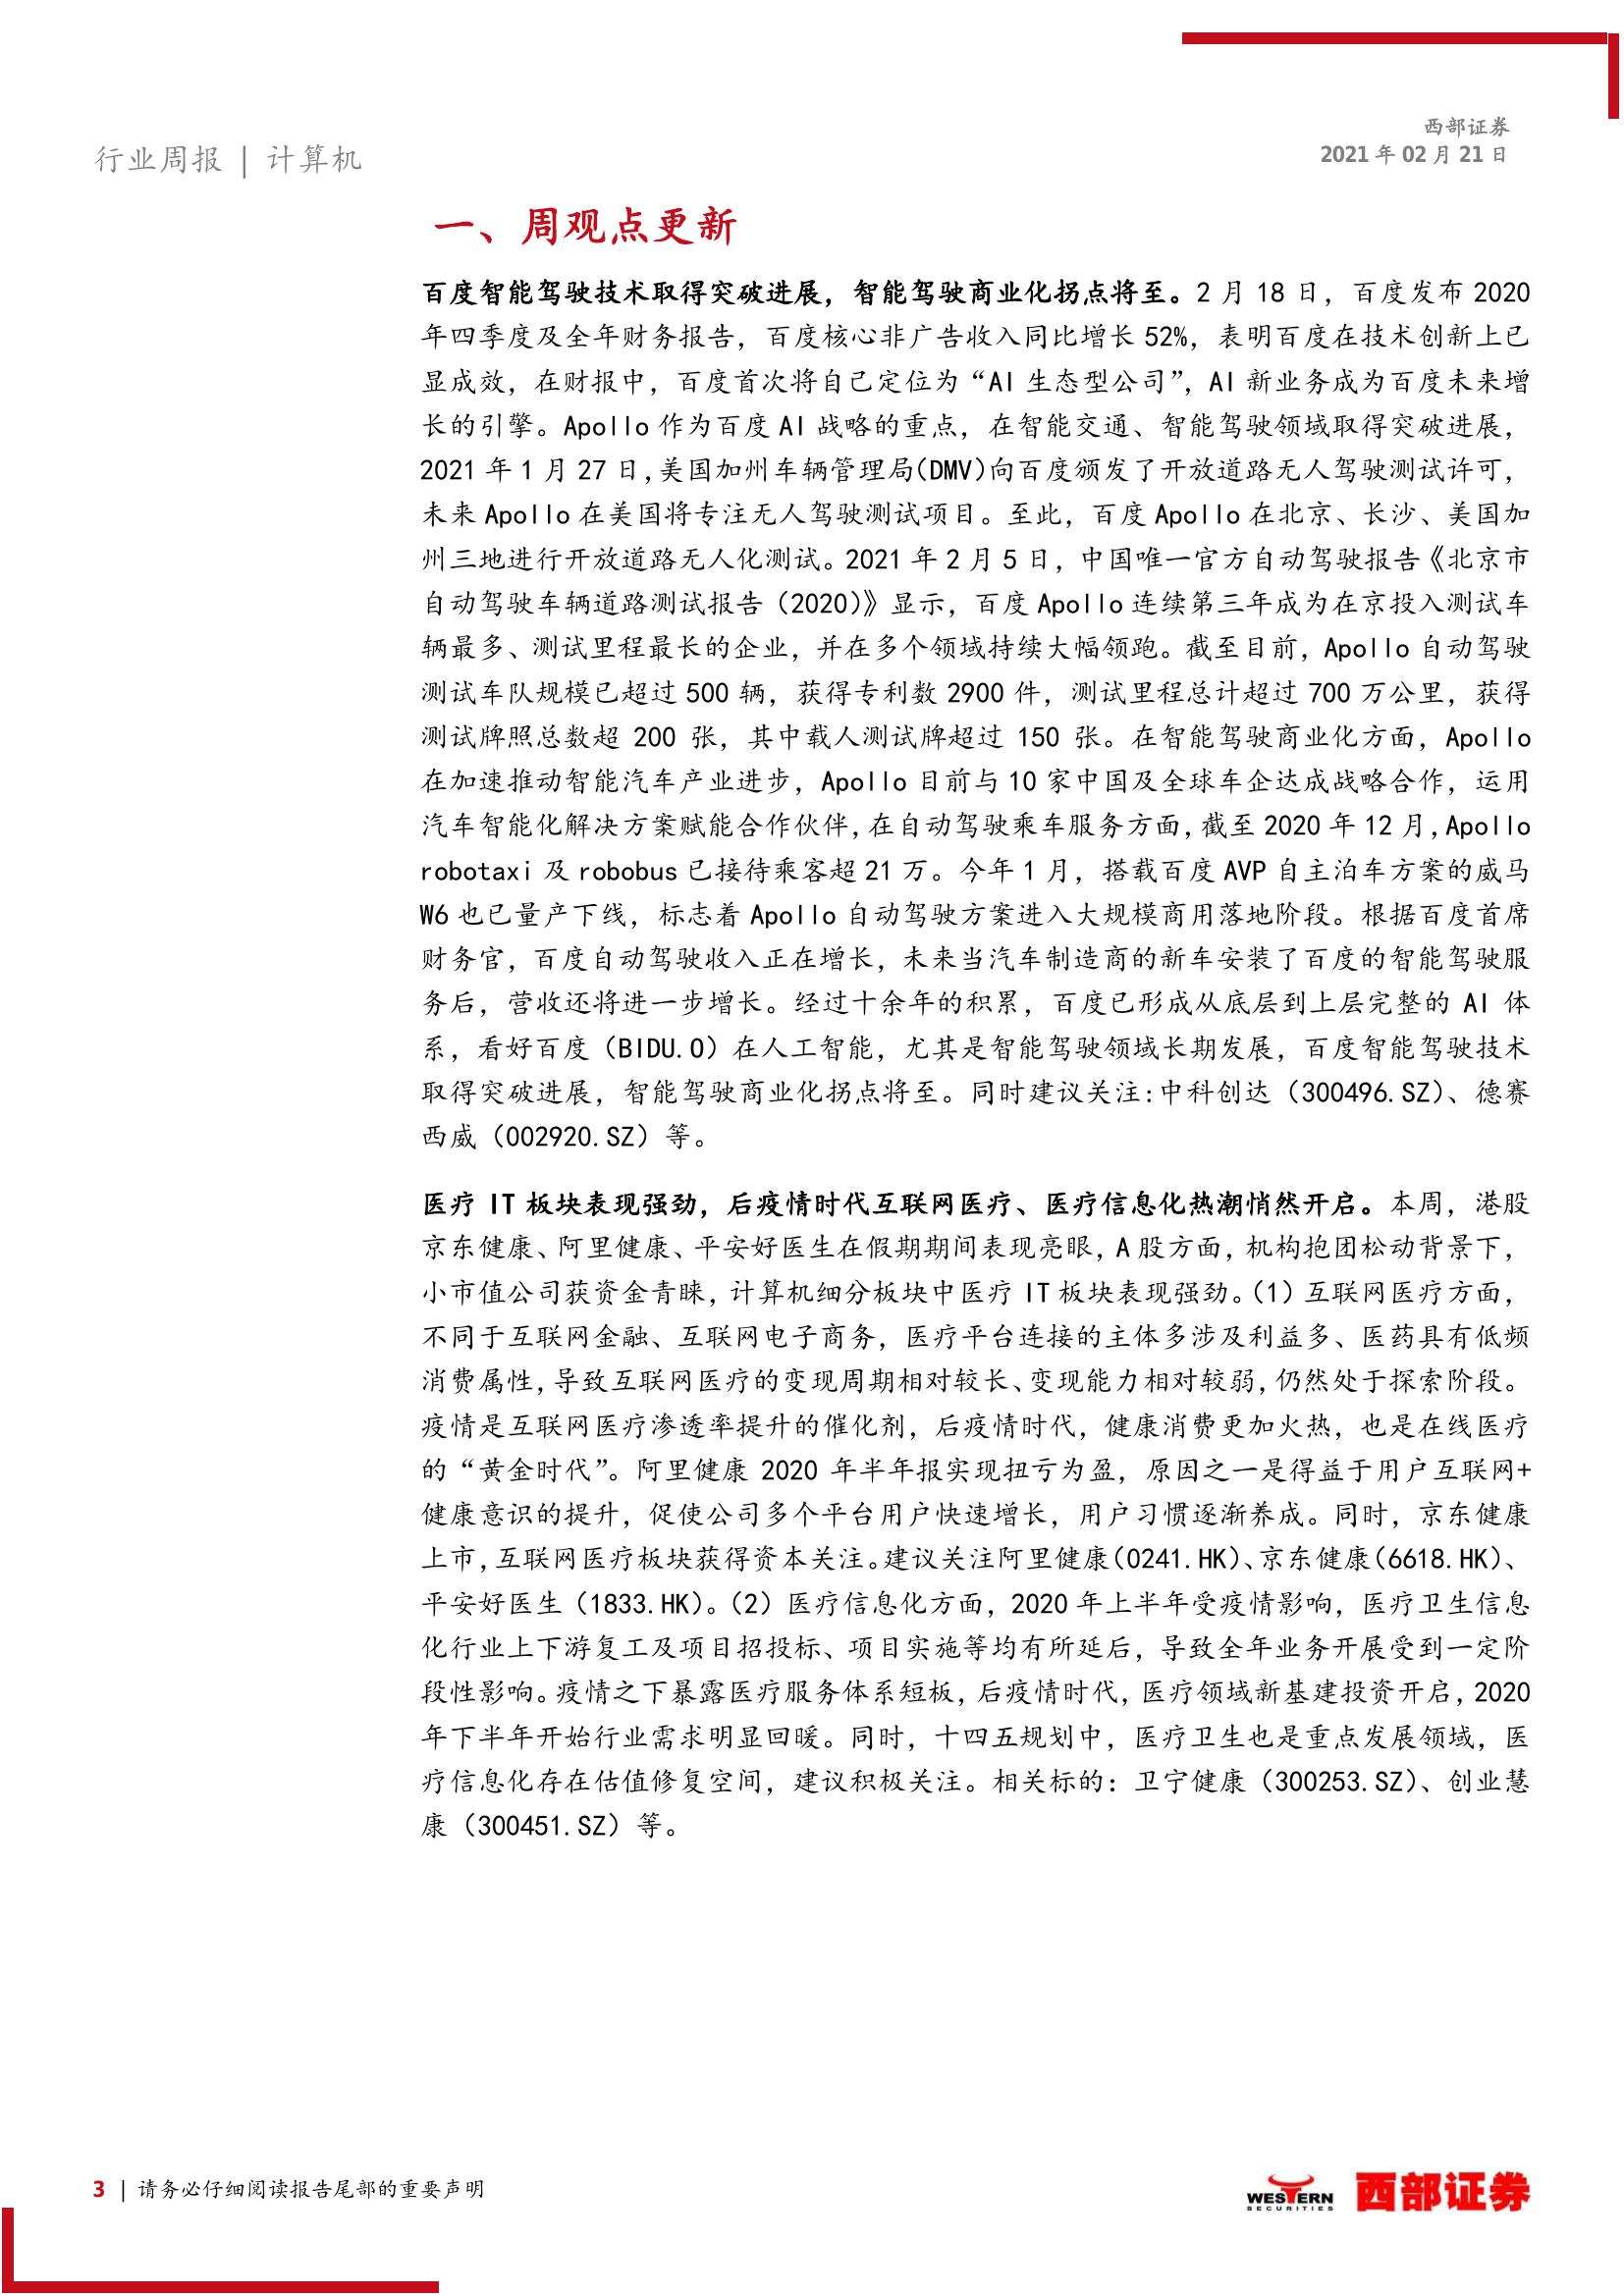 西部证券
2021 年 02 月 21 日
行业周报 | 计算机
一、周观点更新
百度智能驾驶技术取得突破进展，智能驾驶商业化拐点将至。2 月 18 日，百度发布 2020
年四季度及全年财务报告，百度核心非广告收入同比增长 52%，表明百度在技术创新上已
显成效，在财报中，百度首次将自己定位为“AI 生态型公司”，AI 新业务成为百度未来增
长的引擎。Apollo 作为百度 AI 战略的重点，在智能交通、智能驾驶领域取得突破进展，
2021 年 1 月 27 日,美国加州车辆管理局(DMV)向百度颁发了开放道路无人驾驶测试许可，
未来 Apollo 在美国将专注无人驾驶测试项目。至此，百度 Apollo 在北京、长沙、美国加
州三地进行开放道路无人化测试。2021 年 2 月 5 日，中国唯一官方自动驾驶报告《北京市
自动驾驶车辆道路测试报告（2020）》显示，百度 Apollo 连续第三年成为在京投入测试车
辆最多、测试里程最长的企业，并在多个领域持续大幅领跑。截至目前，Apollo 自动驾驶
测试车队规模已超过 500 辆，获得专利数 2900 件，测试里程总计超过 700 万公里，获得
测试牌照总数超 200 张，其中载人测试牌超过 150 张。在智能驾驶商业化方面，Apollo
在加速推动智能汽车产业进步，Apollo 目前与 10 家中国及全球车企达成战略合作，运用
汽车智能化解决方案赋能合作伙伴,在自动驾驶乘车服务方面,截至 2020 年 12 月,Apollo
robotaxi 及 robobus 已接待乘客超 21 万。今年 1 月，搭载百度 AVP 自主泊车方案的威马
W6 也已量产下线，标志着 Apollo 自动驾驶方案进入大规模商用落地阶段。根据百度首席
财务官，百度自动驾驶收入正在增长，未来当汽车制造商的新车安装了百度的智能驾驶服
务后，营收还将进一步增长。经过十余年的积累，百度已形成从底层到上层完整的 AI 体
系，看好百度（BIDU.O）在人工智能，尤其是智能驾驶领域长期发展，百度智能驾驶技术
取得突破进展，智能驾驶商业化拐点将至。同时建议关注:中科创达（300496.SZ）、德赛
西威（002920.SZ）等。
医疗 IT 板块表现强劲，后疫情时代互联网医疗、医疗信息化热潮悄然开启。本周，港股
京东健康、阿里健康、平安好医生在假期期间表现亮眼，A 股方面，机构抱团松动背景下，
小市值公司获资金青睐，计算机细分板块中医疗 IT 板块表现强劲。（1）互联网医疗方面，
不同于互联网金融、互联网电子商务，医疗平台连接的主体多涉及利益多、医药具有低频
消费属性，导致互联网医疗的变现周期相对较长、变现能力相对较弱，仍然处于探索阶段。
疫情是互联网医疗渗透率提升的催化剂，后疫情时代，健康消费更加火热，也是在线医疗
的“黄金时代”。阿里健康 2020 年半年报实现扭亏为盈，原因之一是得益于用户互联网+
健康意识的提升，促使公司多个平台用户快速增长，用户习惯逐渐养成。同时，京东健康
上市，互联网医疗板块获得资本关注。建议关注阿里健康（0241.HK）、京东健康（6618.HK）、
平安好医生（1833.HK）。（2）医疗信息化方面，2020 年上半年受疫情影响，医疗卫生信息
化行业上下游复工及项目招投标、项目实施等均有所延后，导致全年业务开展受到一定阶
段性影响。疫情之下暴露医疗服务体系短板，后疫情时代，医疗领域新基建投资开启，2020
年下半年开始行业需求明显回暖。同时，十四五规划中，医疗卫生也是重点发展领域，医
疗信息化存在估值修复空间，建议积极关注。相关标的：卫宁健康（300253.SZ）、创业慧
康（300451.SZ）等。
3 | 请务必仔细阅读报告尾部的重要声明
WESTERN
SECURITIES
西部证券